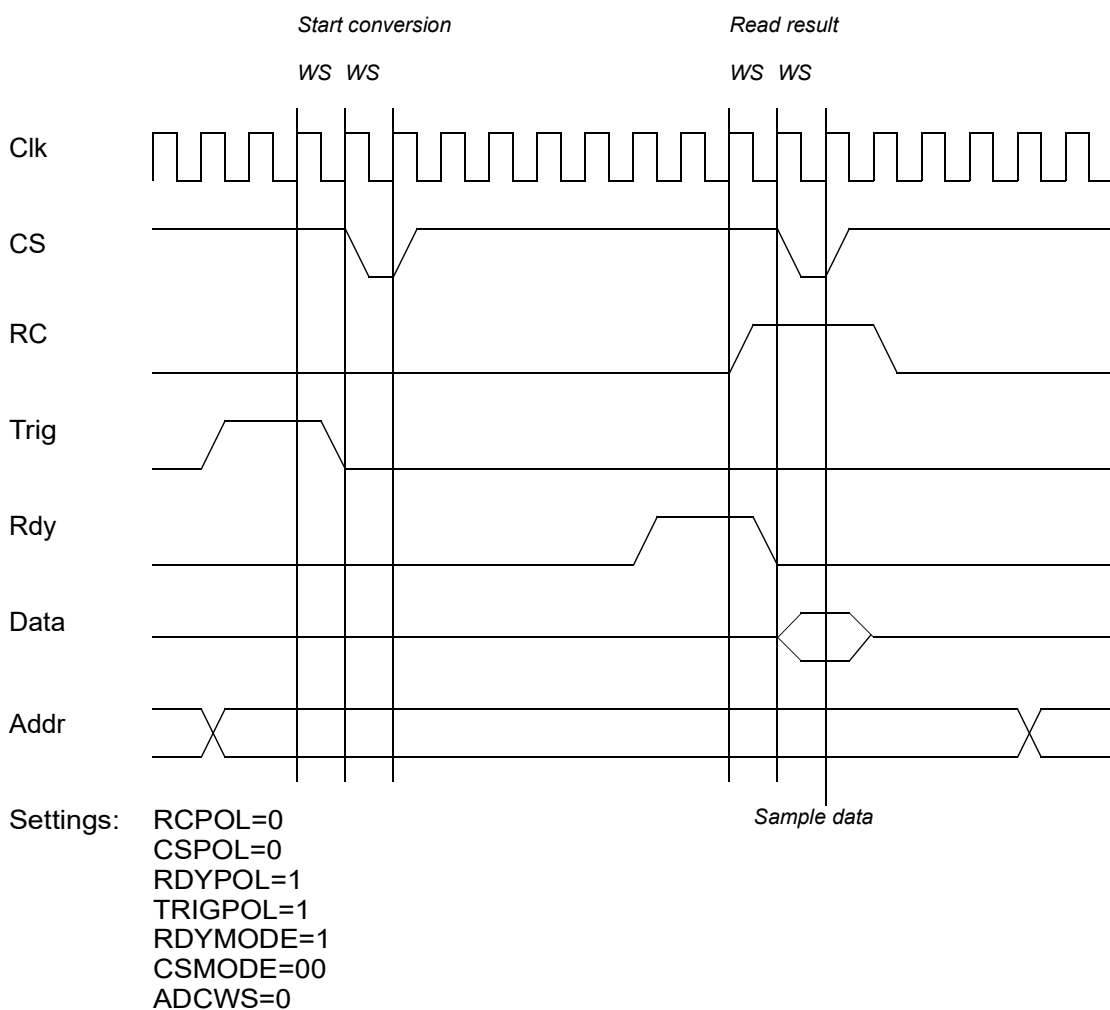 Start conversion Read result
WS WS WS WS
Clk
CS
RC
Trig
Rdy
Data
Addr
Sample data
Settings: RCPOL=0
CSPOL=0
RDYPOL=1
TRIGPOL=1
RDYMODE=1
CSMODE=00
ADCWS=0